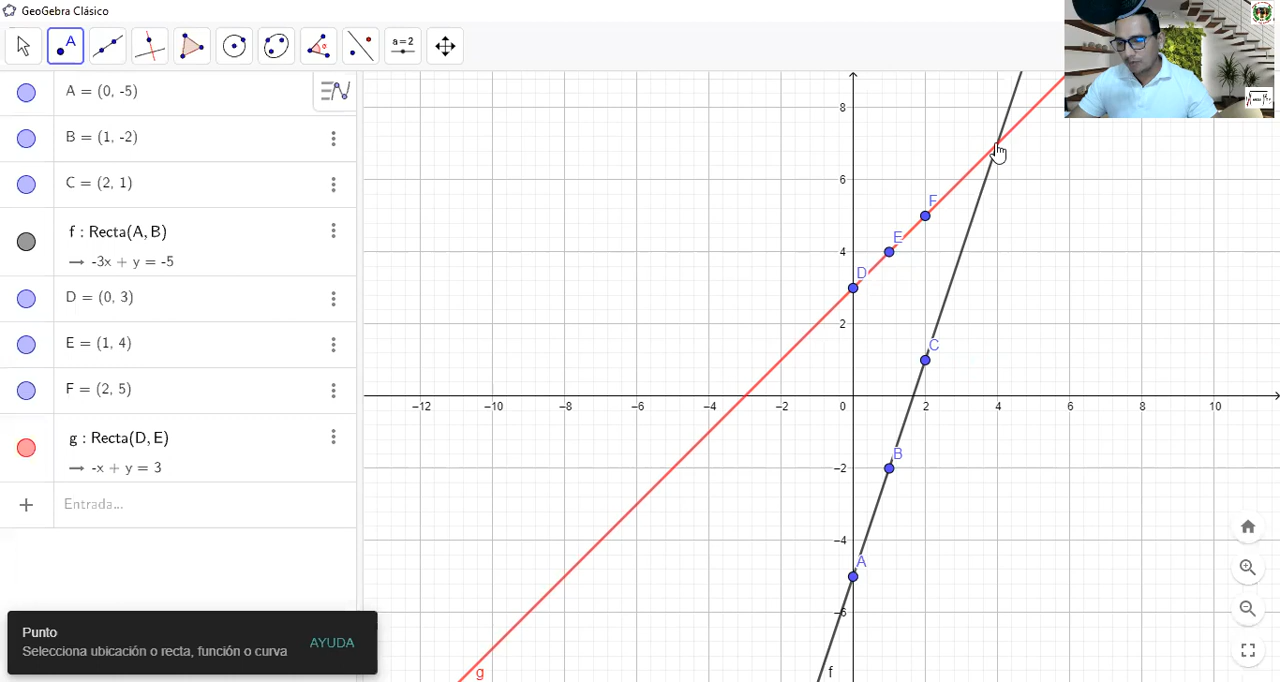 GeoGebra Clásico
A
a = 2
A = (0, -5)
B = (1, -2)
C = (2, 1)
f : Recta(A, B)
→ -3x + y = -5
D = (0, 3)
E = (1, 4)
F = (2, 5)
g : Recta(D, E)
→ -x + y = 3
+ Entrada...
Punto
Selecciona ubicación o recta, función o curva
AYUDA
8
6
4
2
0
−2
−4
−6
−12 −10 −8 −6 −4 −2 2 4 6 8 10
F
E
D
C
B
A
g
f